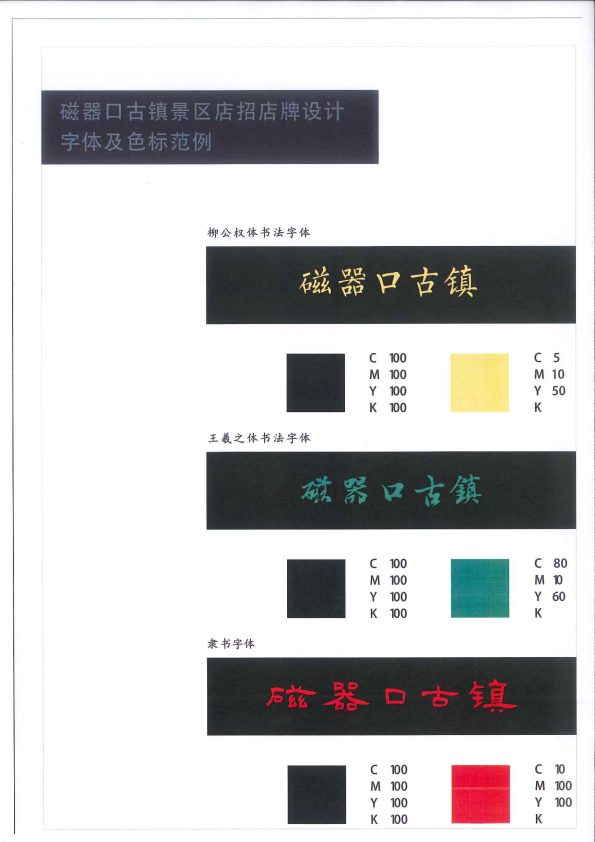 磁器口古镇景区店招店牌设计
字体及色标范例
柳公权体书法字体
磁器口古镇
C 100
M 100
Y 100
K 100
C 5
M 10
Y 50
K
王羲之体书法字体
磁器口古鎮
C 100
M 100
Y 100
K 100
C 80
M 10
Y 60
K
隶书字体
磁器口古镇
C 100
M 100
Y 100
K 100
C 10
M 100
Y 100
K